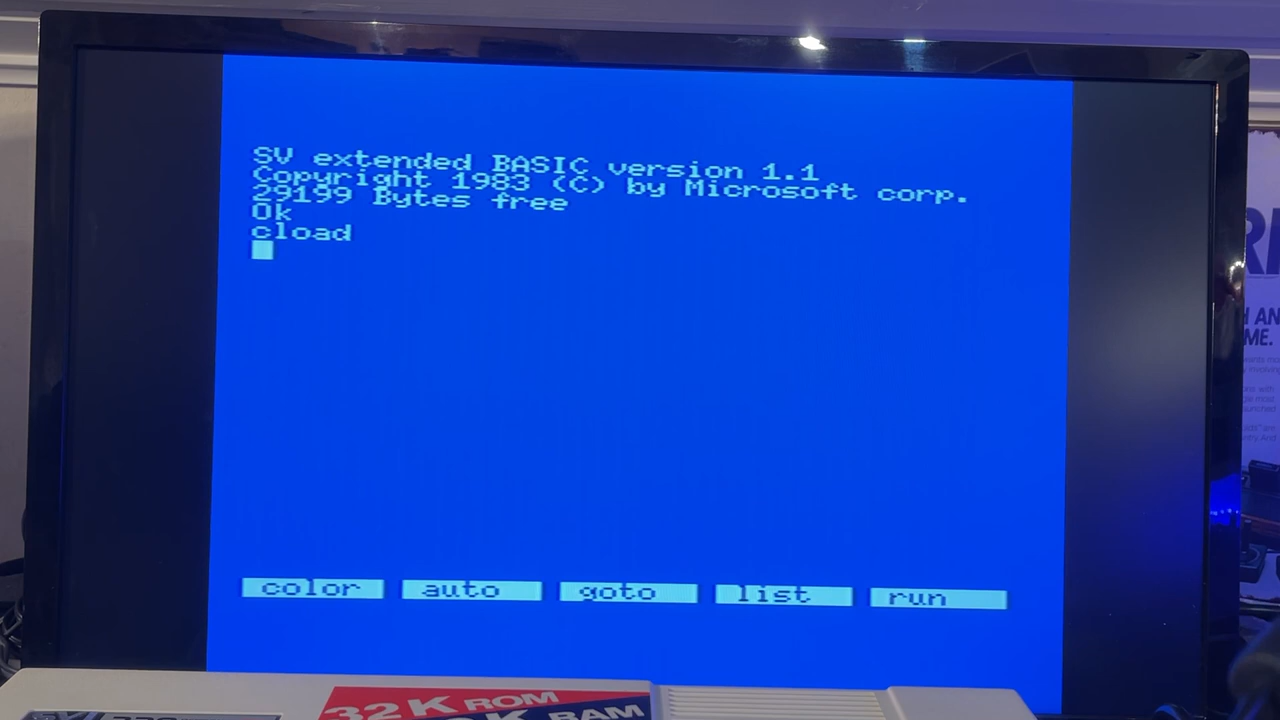 SV extended BASIC version 1.1
Copyright 1983 (C) by Microsoft corp.
29199 Bytes free
Ok
cload
color auto goto list run
32K ROM
K RAM